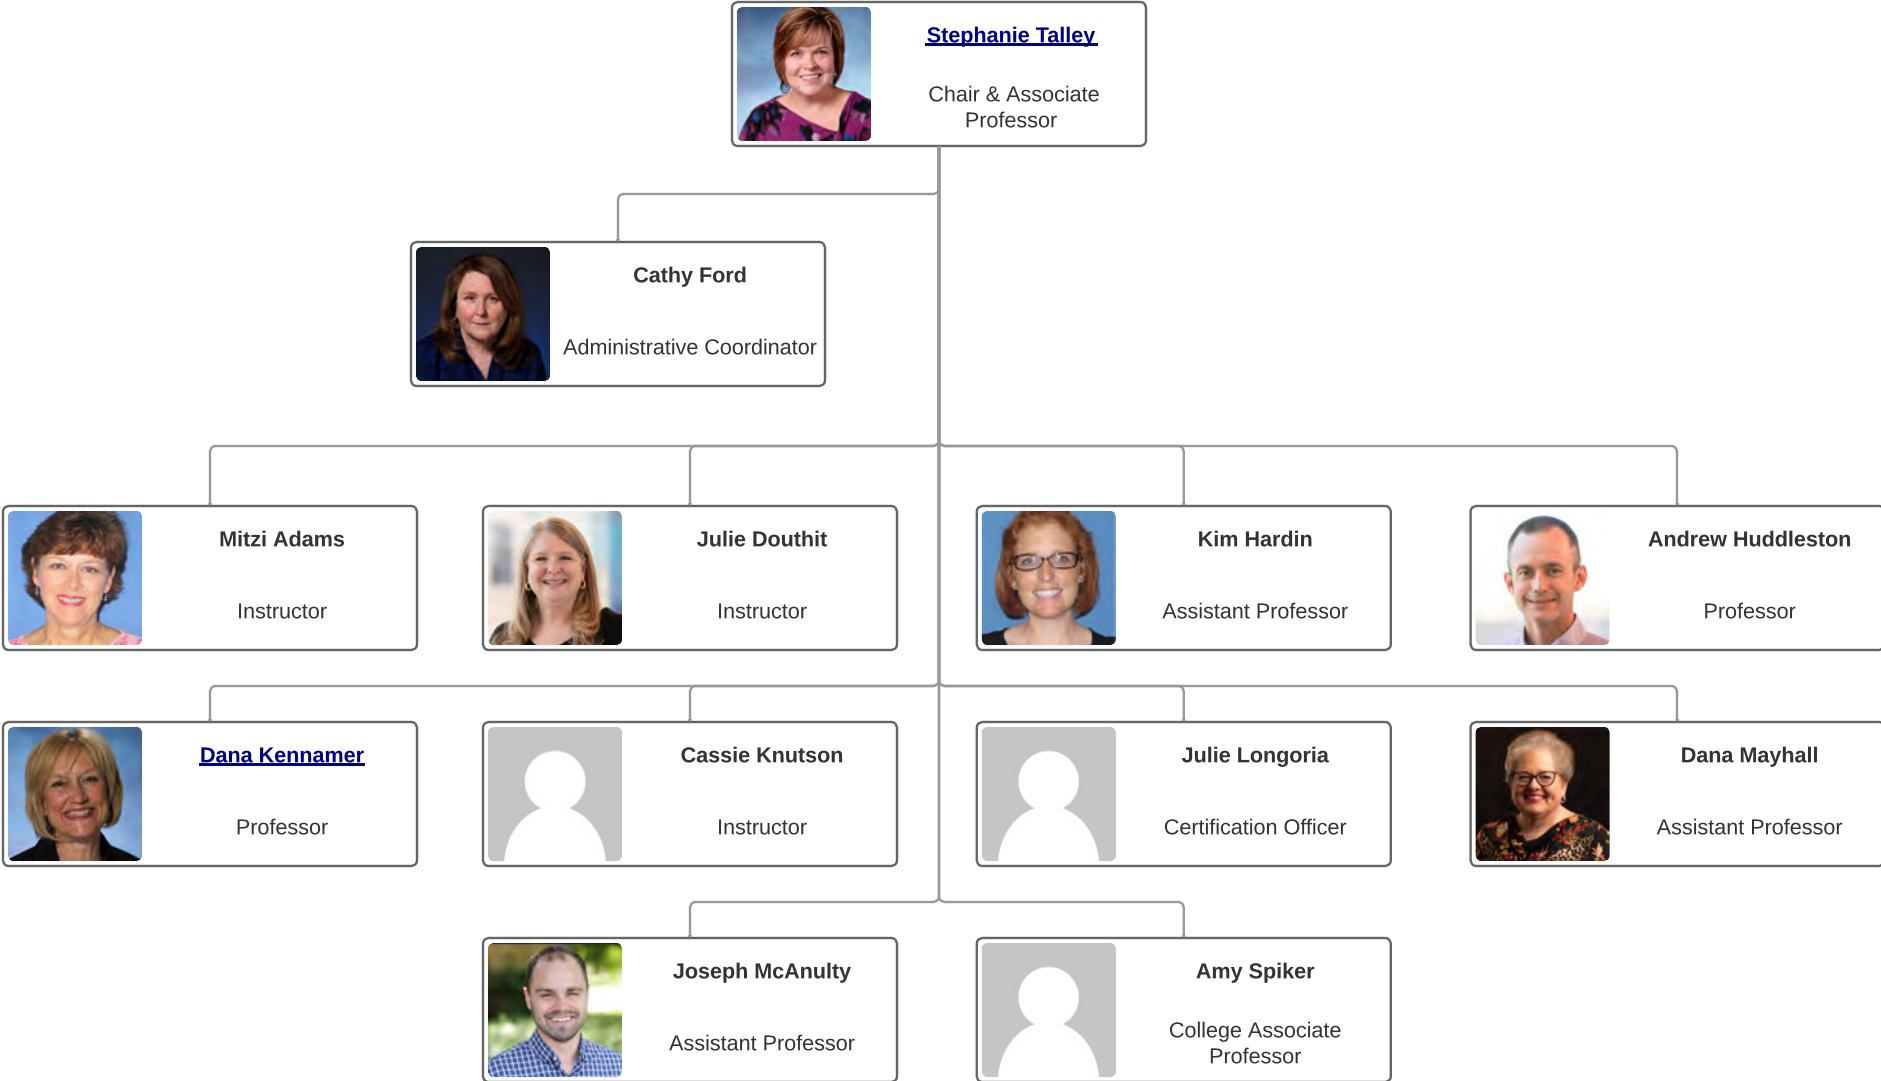 Stephanie Talley
Chair & Associate
Professor
Cathy Ford
Administrative Coordinator
Mitzi Adams
Instructor
Julie Douthit
Instructor
Kim Hardin
Assistant Professor
Andrew Huddleston
Professor
Dana Kennamer
Professor
Cassie Knutson
Instructor
Julie Longoria
Certification Officer
Dana Mayhall
Assistant Professor
Joseph McAnulty
Assistant Professor
Amy Spiker
College Associate
Professor